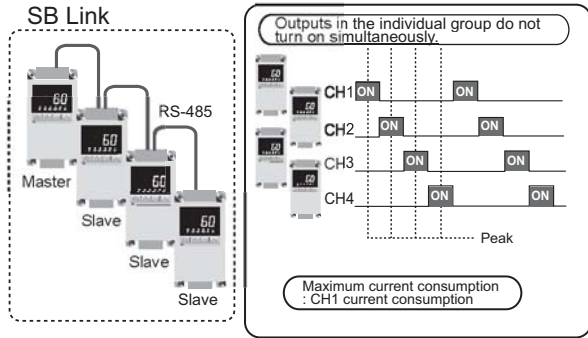 SB Link
RS-485
Master
Slave
Slave
Slave
Outputs in the individual group do not
turn on simultaneously.
CH1
ON
ON
CH2
ON
ON
CH3
ON
ON
CH4
ON
ON
Peak
Maximum current consumption
: CH1 current consumption